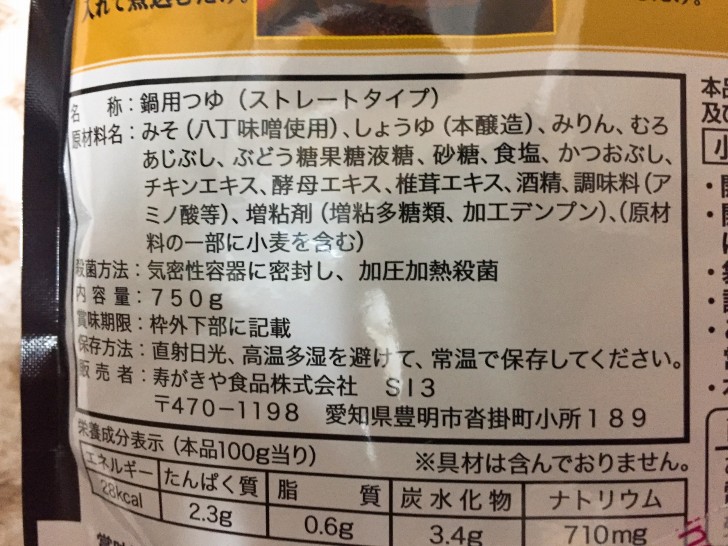 入れて煮込むだけ。
名　称：鍋用つゆ（ストレートタイプ）
原材料名：みそ（八丁味噌使用）、しょうゆ（本醸造）、みりん、むろ
あじぶし、ぶどう糖果糖液糖、砂糖、食塩、かつおぶし、
チキンエキス、酵母エキス、椎茸エキス、酒精、調味料（ア
ミノ酸等）、増粘剤（増粘多糖類、加工デンプン）、（原材
料の一部に小麦を含む）
殺菌方法：気密性容器に密封し、加圧加熱殺菌
内容量：750g
賞味期限：枠外下部に記載
保存方法：直射日光、高温多湿を避けて、常温で保存してください。
販売者：寿がきや食品株式会社　SI3
〒470-1198　愛知県豊明市沓掛町小所189
栄養成分表示（本品100g当り）　※具材は含んでおりません。
エネルギー　たんぱく質　脂質　炭水化物　ナトリウム
28kcal　2.3g　0.6g　3.4g　710mg
本品
及び
小